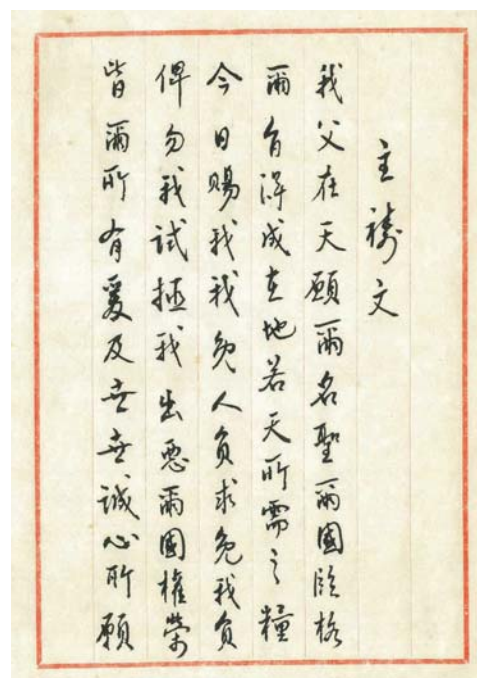 主禱文
我父在天願爾名聖爾國臨格
爾旨得成在地若天所需之糧
今日賜我我免人負求免我負
俾勿我試拯我出惡爾國權榮
皆爾所有爰及世世誠心所願